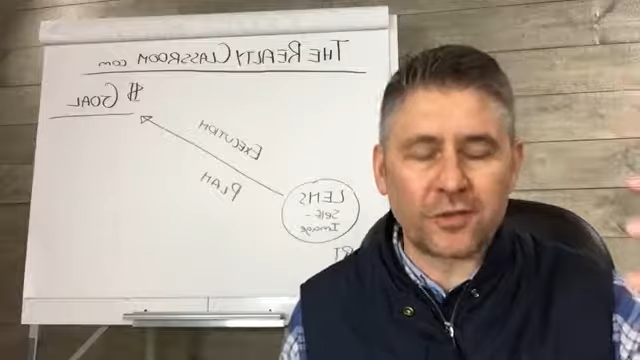 THE REALTY CLASSROOM.com
$ GOAL
EXECUTION
PLAN
LENS
Self-
Image